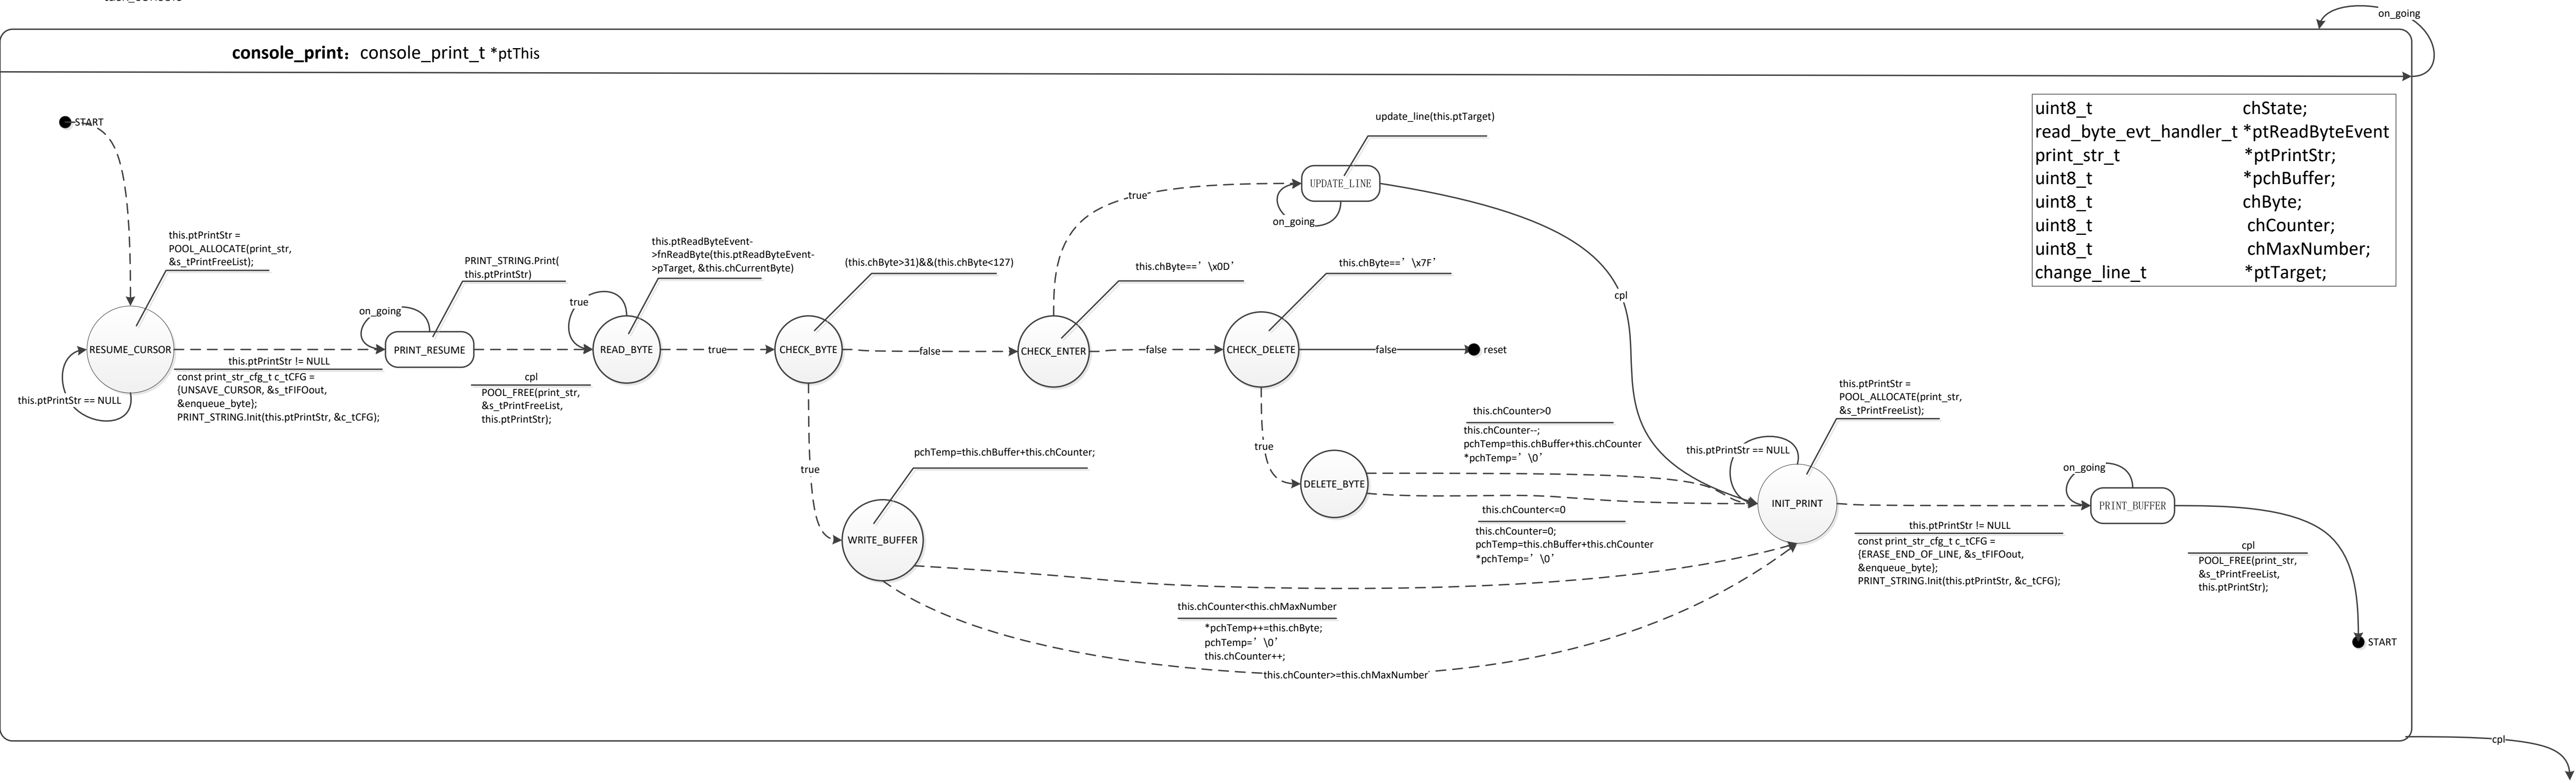 on_going
console_print：console_print_t *ptThis
START
uint8_t chState;
read_byte_evt_handler_t *ptReadByteEvent
print_str_t *ptPrintStr;
uint8_t *pchBuffer;
uint8_t chByte;
uint8_t chCounter;
uint8_t chMaxNumber;
change_line_t *ptTarget;
update_line(this.ptTarget)
UPDATE_LINE
true
on_going
this.ptPrintStr =
POOL_ALLOCATE(print_str,
&s_tPrintFreeList);
PRINT_STRING.Print(
this.ptPrintStr)
this.ptReadByteEvent-
>fnReadByte(this.ptReadByteEvent-
>pTarget, &this.chCurrentByte)
(this.chByte>31)&&(this.chByte<127)
this.chByte==’\x0D’
this.chByte==’\x7F’
cpl
on_going
true
RESUME_CURSOR
PRINT_RESUME
READ_BYTE
true
CHECK_BYTE
false
CHECK_ENTER
false
CHECK_DELETE
false
reset
this.ptPrintStr != NULL
const print_str_cfg_t c_tCFG =
{UNSAVE_CURSOR, &s_tFIFOout,
&enqueue_byte};
PRINT_STRING.Init(this.ptPrintStr, &c_tCFG);
this.ptPrintStr == NULL
cpl
POOL_FREE(print_str,
&s_tPrintFreeList,
this.ptPrintStr);
true
pchTemp=this.chBuffer+this.chCounter;
WRITE_BUFFER
true
DELETE_BYTE
this.chCounter>0
this.chCounter--;
pchTemp=this.chBuffer+this.chCounter
*pchTemp=’\0’
this.chCounter<=0
this.chCounter=0;
pchTemp=this.chBuffer+this.chCounter
*pchTemp=’\0’
this.ptPrintStr =
POOL_ALLOCATE(print_str,
&s_tPrintFreeList);
this.ptPrintStr == NULL
INIT_PRINT
on_going
PRINT_BUFFER
this.ptPrintStr != NULL
const print_str_cfg_t c_tCFG =
{ERASE_END_OF_LINE, &s_tFIFOout,
&enqueue_byte};
PRINT_STRING.Init(this.ptPrintStr, &c_tCFG);
cpl
POOL_FREE(print_str,
&s_tPrintFreeList,
this.ptPrintStr);
this.chCounter<this.chMaxNumber
*pchTemp++=this.chByte;
pchTemp=’\0’
this.chCounter++;
this.chCounter>=this.chMaxNumber
START
cpl